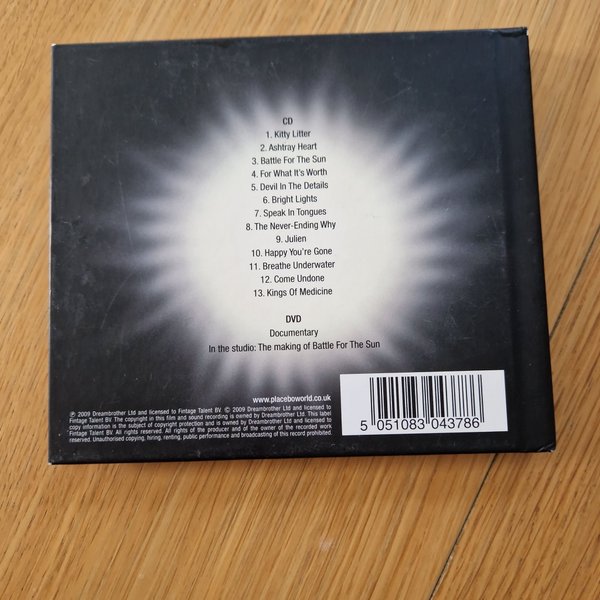 CD
1. Kitty Litter
2. Ashtray Heart
3. Battle For The Sun
4. For What It's Worth
5. Devil In The Details
6. Bright Lights
7. Speak In Tongues
8. The Never-Ending Why
9. Julien
10. Happy You're Gone
11. Breathe Underwater
12. Come Undone
13. Kings Of Medicine
DVD
Documentary
In the studio: The making of Battle For The Sun
www.placeboworld.co.uk
℗ 2009 Dreambrother Ltd and licensed to Fintage Talent BV. © 2009 Dreambrother Ltd and licensed to
Fintage Talent BV. The copyright in this film and sound recording is owned by Dreambrother Ltd. This label
copy information is the subject of copyright protection and is owned by Dreambrother Ltd and licensed to
Fintage Talent BV. All rights reserved. All rights of the producer and of the owner of the recorded work
reserved. Unauthorised copying, hiring, renting, public performance and broadcasting of this record prohibited.
5 051083 043786